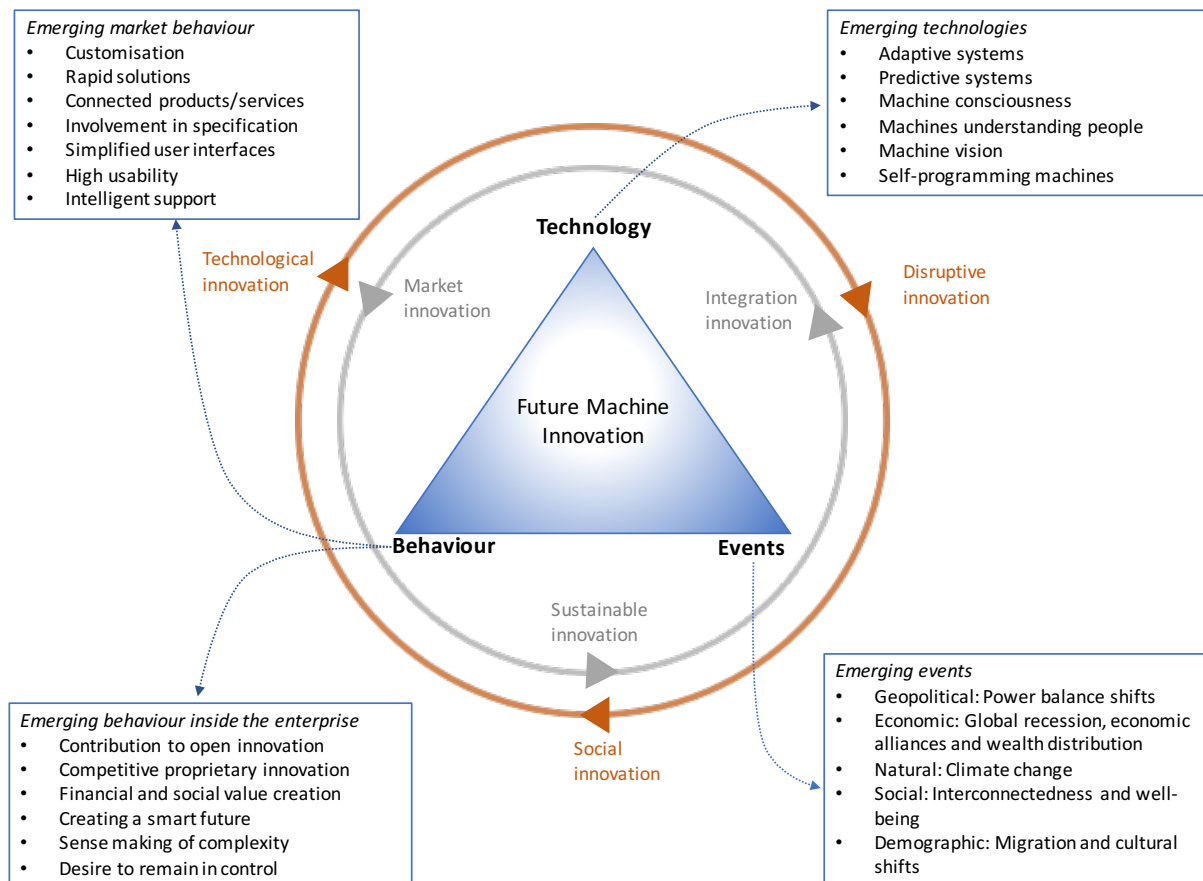 Emerging market behaviour
• Customisation
• Rapid solutions
• Connected products/services
• Involvement in specification
• Simplified user interfaces
• High usability
• Intelligent support
Emerging technologies
• Adaptive systems
• Predictive systems
• Machine consciousness
• Machines understanding people
• Machine vision
• Self-programming machines
Technology
Technological
innovation
Market
innovation
Integration
innovation
Disruptive
innovation
Future Machine
Innovation
Behaviour
Events
Sustainable
innovation
Social
innovation
Emerging behaviour inside the enterprise
• Contribution to open innovation
• Competitive proprietary innovation
• Financial and social value creation
• Creating a smart future
• Sense making of complexity
• Desire to remain in control
Emerging events
• Geopolitical: Power balance shifts
• Economic: Global recession, economic
alliances and wealth distribution
• Natural: Climate change
• Social: Interconnectedness and well-
being
• Demographic: Migration and cultural
shifts